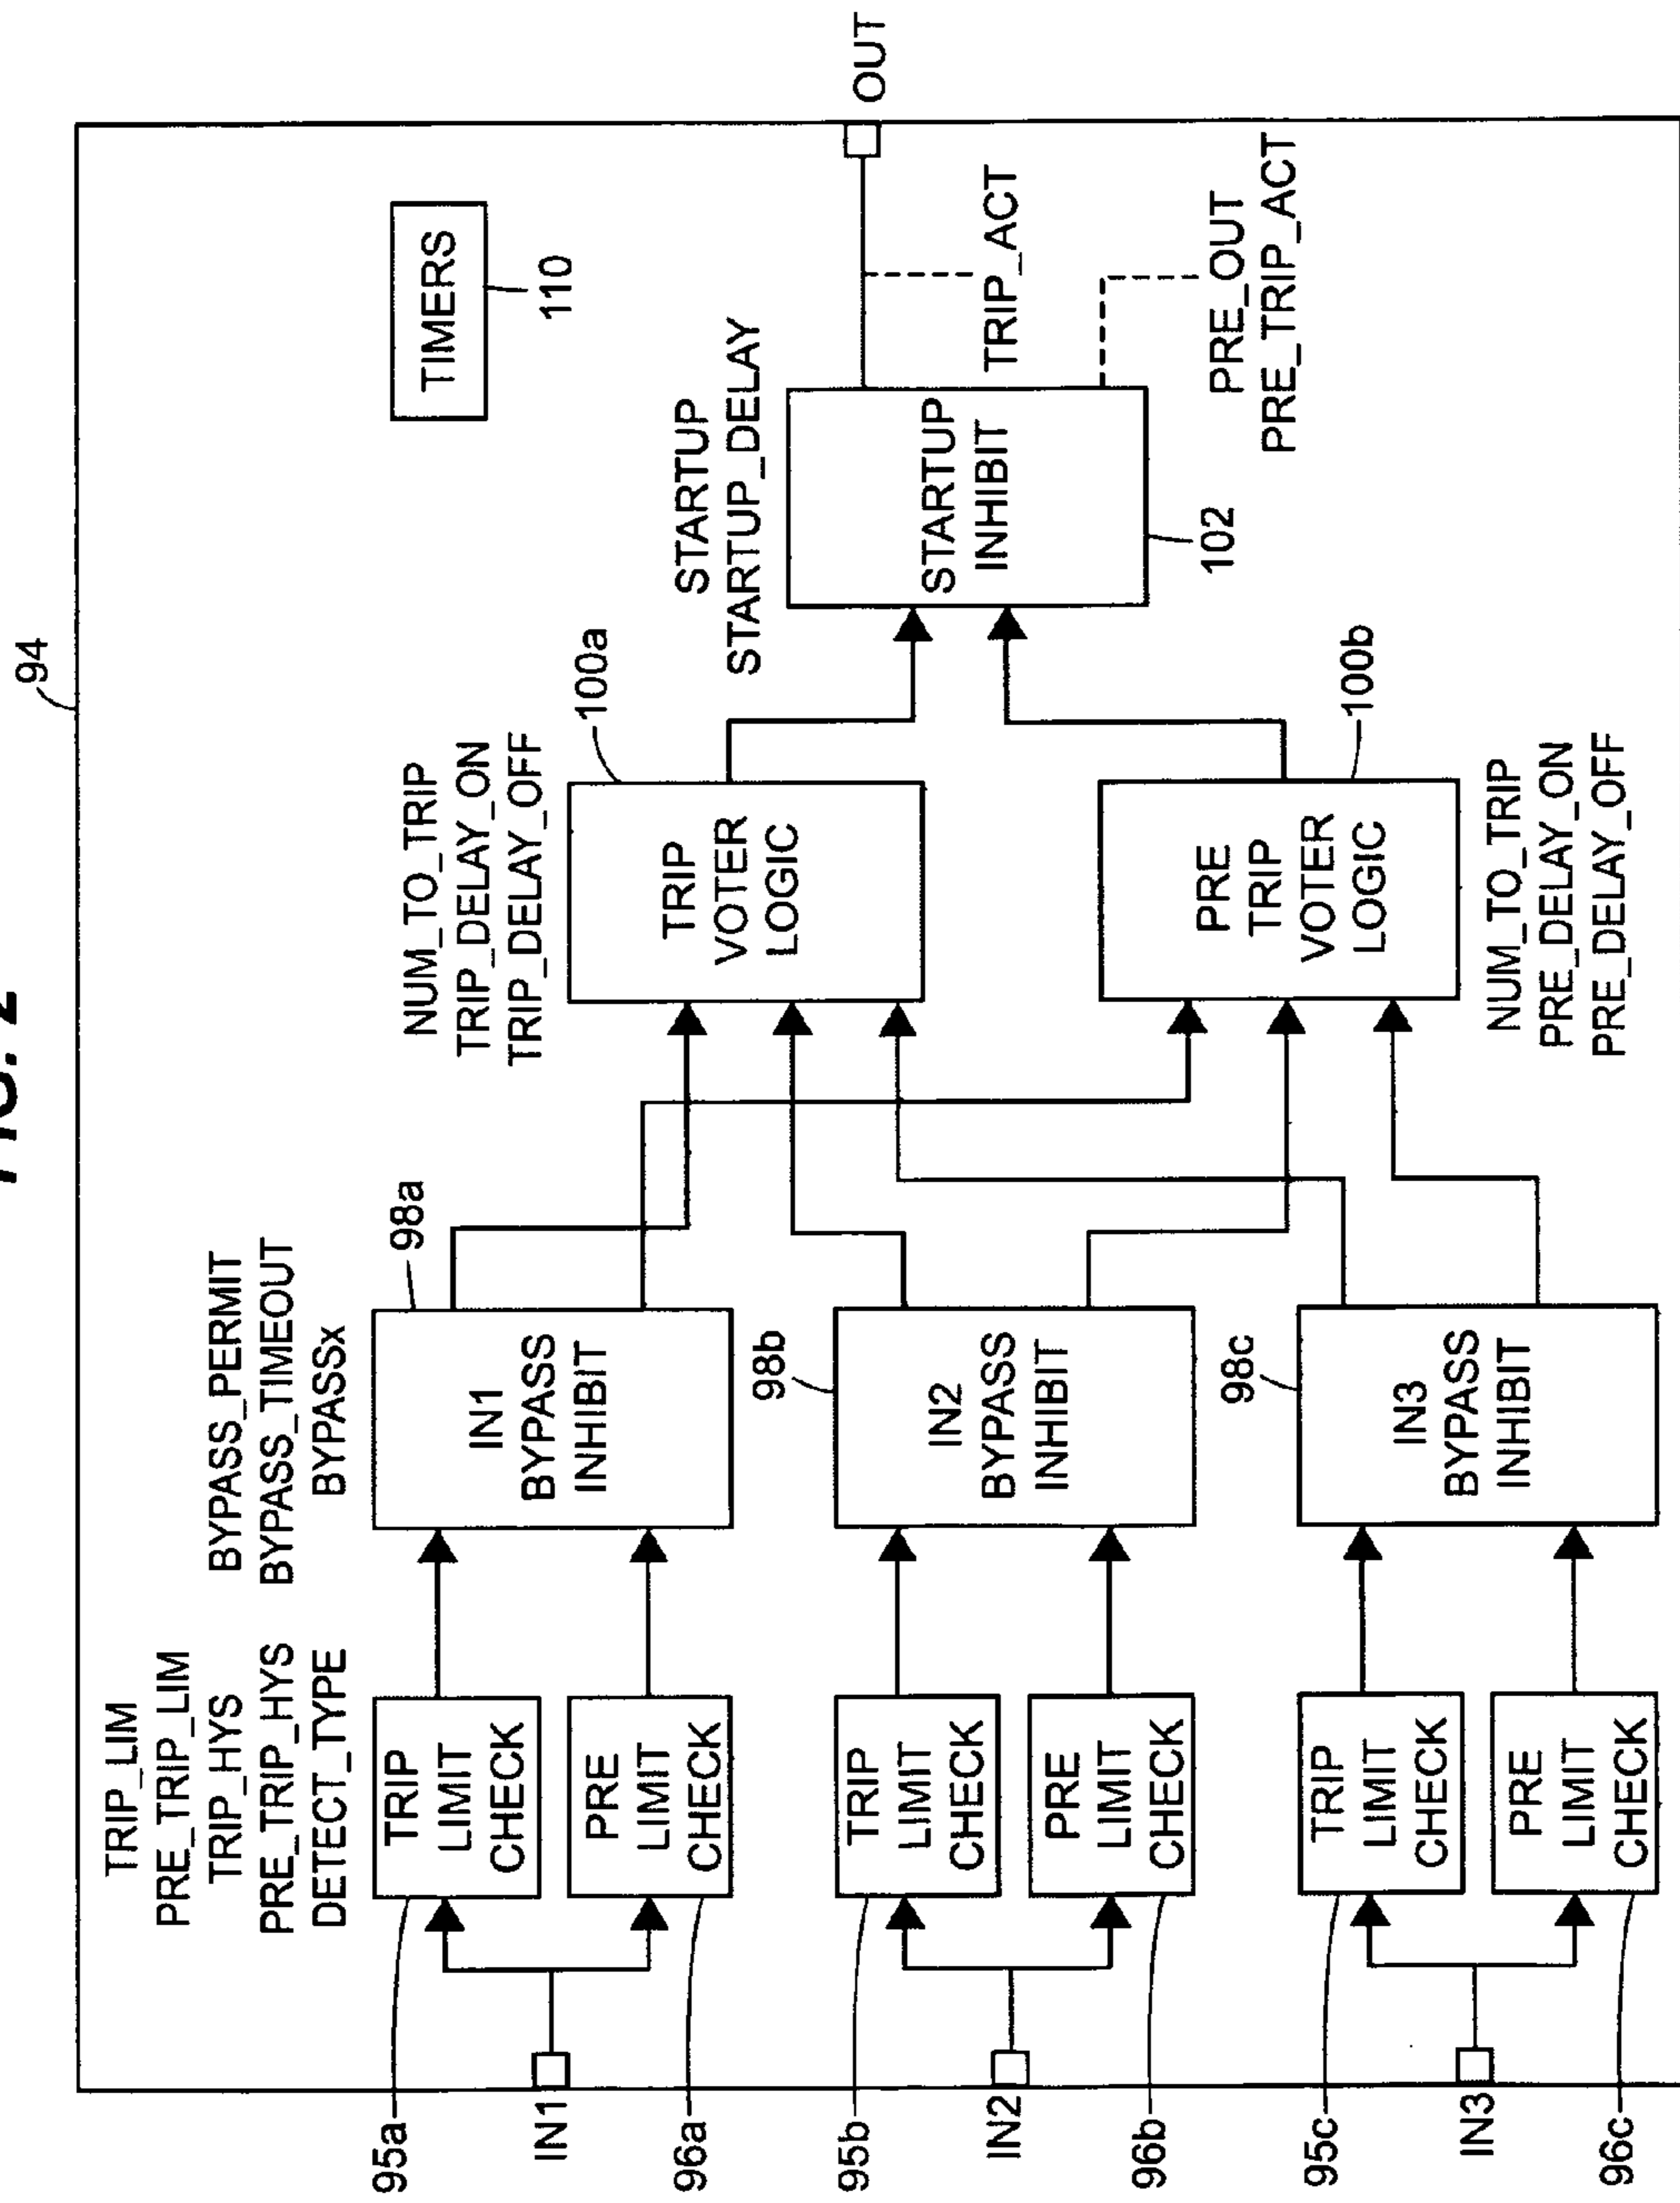 FIG. 2
94
TRIP_LIM
PRE_TRIP_LIM
TRIP_HYS
PRE_TRIP_HYS
DETECT_TYPE
BYPASS_PERMIT
BYPASS_TIMEOUT
BYPASSx
NUM_TO_TRIP
TRIP_DELAY_ON
TRIP_DELAY_OFF
STARTUP
STARTUP_DELAY
TIMERS
110
95a
IN1
96a
TRIP
LIMIT
CHECK
PRE
LIMIT
CHECK
98a
IN1
BYPASS
INHIBIT
100a
TRIP
VOTER
LOGIC
STARTUP
INHIBIT
102
OUT
TRIP_ACT
PRE_OUT
PRE_TRIP_ACT
95b
IN2
96b
TRIP
LIMIT
CHECK
PRE
LIMIT
CHECK
98b
IN2
BYPASS
INHIBIT
PRE
TRIP
VOTER
LOGIC
100b
NUM_TO_TRIP
PRE_DELAY_ON
PRE_DELAY_OFF
95c
IN3
96c
TRIP
LIMIT
CHECK
PRE
LIMIT
CHECK
98c
IN3
BYPASS
INHIBIT